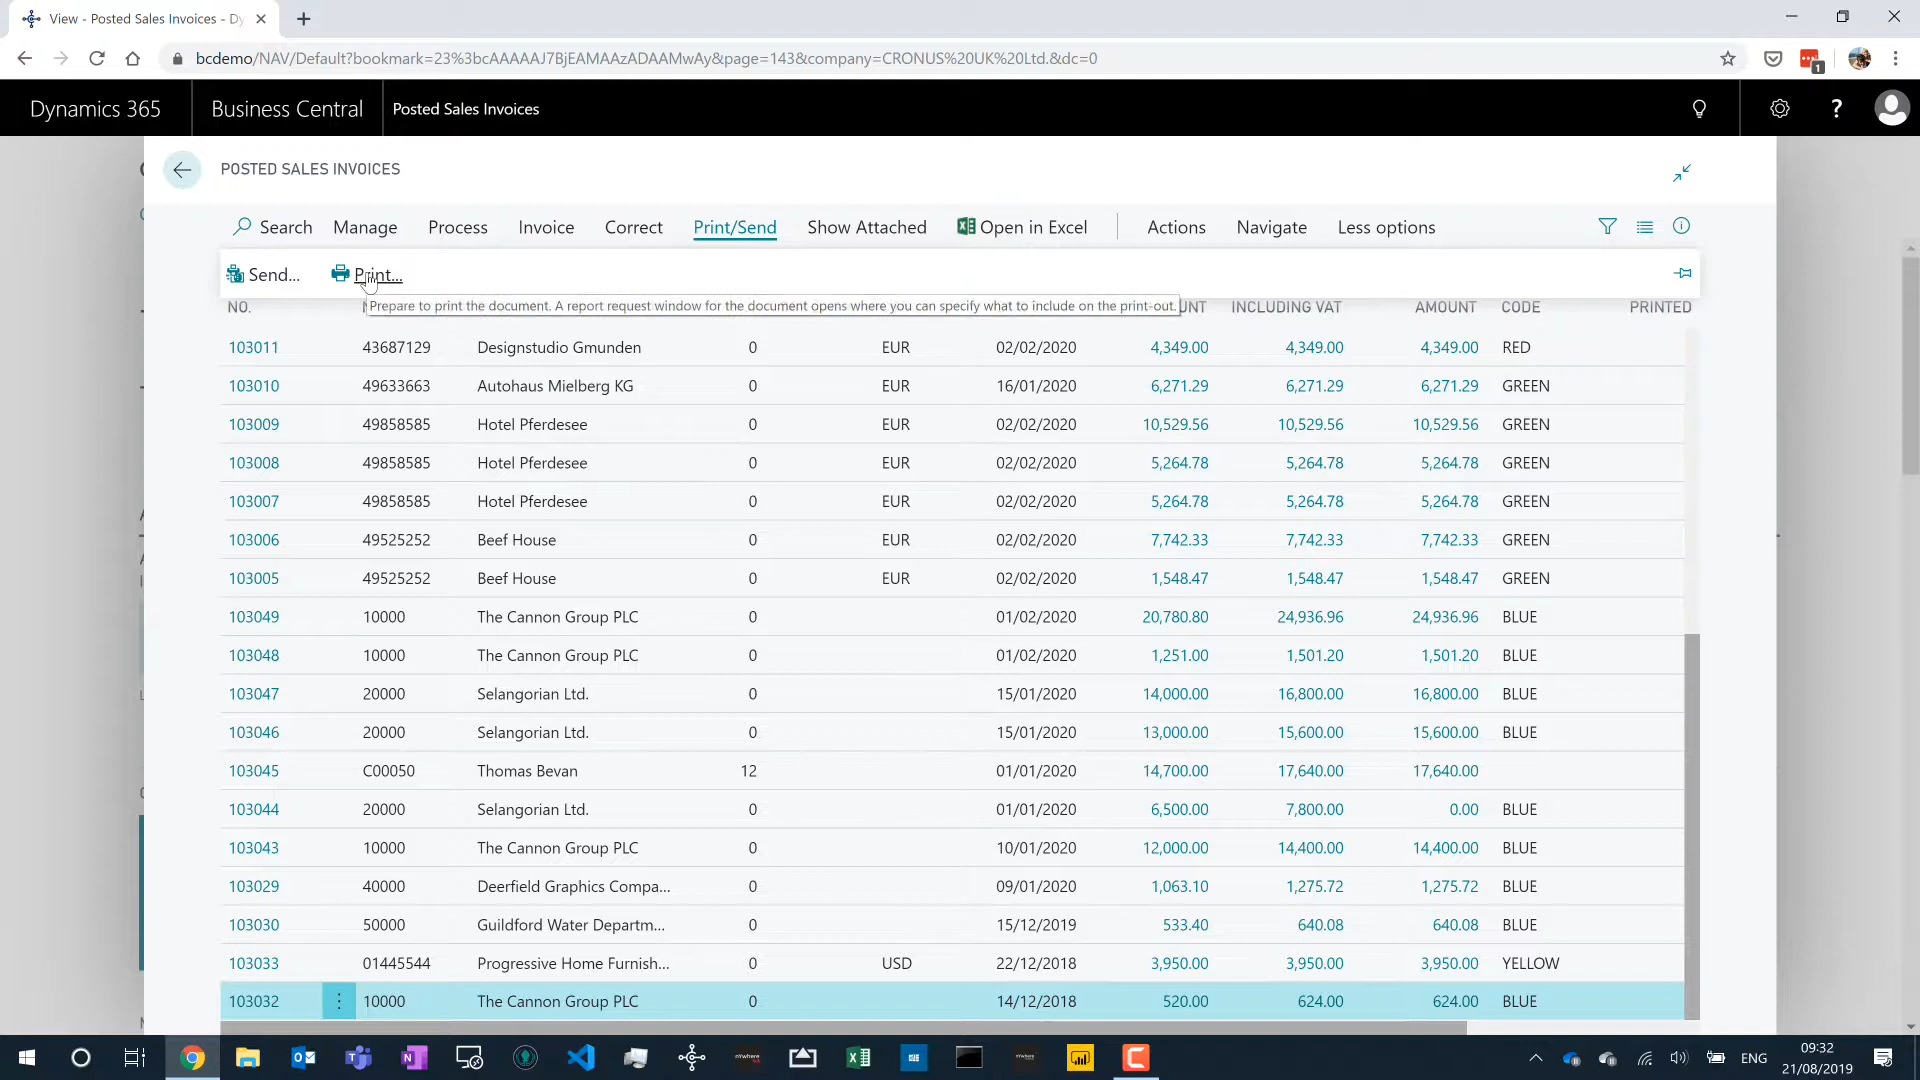 View - Posted Sales Invoices - Dy
bcdemo/NAV/Default?bookmark=23%3bcAAAAAJ7BjEAMAAzADAAMwAy&page=143&company=CRONUS%20UK%20Ltd.&dc=0
1
Dynamics 365 Business Central Posted Sales Invoices ?
POSTED SALES INVOICES
Search Manage Process Invoice Correct Print/Send Show Attached Open in Excel Actions Navigate Less options
Send... Print...
Prepare to print the document. A report request window for the document opens where you can specify what to include on the print-out.
NO. UNT INCLUDING VAT AMOUNT CODE PRINTED
103011 43687129 Designstudio Gmunden 0 EUR 02/02/2020 4,349.00 4,349.00 4,349.00 RED
103010 49633663 Autohaus Mielberg KG 0 EUR 16/01/2020 6,271.29 6,271.29 6,271.29 GREEN
103009 49858585 Hotel Pferdesee 0 EUR 02/02/2020 10,529.56 10,529.56 10,529.56 GREEN
103008 49858585 Hotel Pferdesee 0 EUR 02/02/2020 5,264.78 5,264.78 5,264.78 GREEN
103007 49858585 Hotel Pferdesee 0 EUR 02/02/2020 5,264.78 5,264.78 5,264.78 GREEN
103006 49525252 Beef House 0 EUR 02/02/2020 7,742.33 7,742.33 7,742.33 GREEN
103005 49525252 Beef House 0 EUR 02/02/2020 1,548.47 1,548.47 1,548.47 GREEN
103049 10000 The Cannon Group PLC 0 01/02/2020 20,780.80 24,936.96 24,936.96 BLUE
103048 10000 The Cannon Group PLC 0 01/02/2020 1,251.00 1,501.20 1,501.20 BLUE
103047 20000 Selangorian Ltd. 0 15/01/2020 14,000.00 16,800.00 16,800.00 BLUE
103046 20000 Selangorian Ltd. 0 15/01/2020 13,000.00 15,600.00 15,600.00 BLUE
103045 C00050 Thomas Bevan 12 01/01/2020 14,700.00 17,640.00 17,640.00
103044 20000 Selangorian Ltd. 0 01/01/2020 6,500.00 7,800.00 0.00 BLUE
103043 10000 The Cannon Group PLC 0 10/01/2020 12,000.00 14,400.00 14,400.00 BLUE
103029 40000 Deerfield Graphics Compa... 0 09/01/2020 1,063.10 1,275.72 1,275.72 BLUE
103030 50000 Guildford Water Departm... 0 15/12/2019 533.40 640.08 640.08 BLUE
103033 01445544 Progressive Home Furnish... 0 USD 22/12/2018 3,950.00 3,950.00 3,950.00 YELLOW
103032 10000 The Cannon Group PLC 0 14/12/2018 520.00 624.00 624.00 BLUE
ENG
09:32
21/08/2019